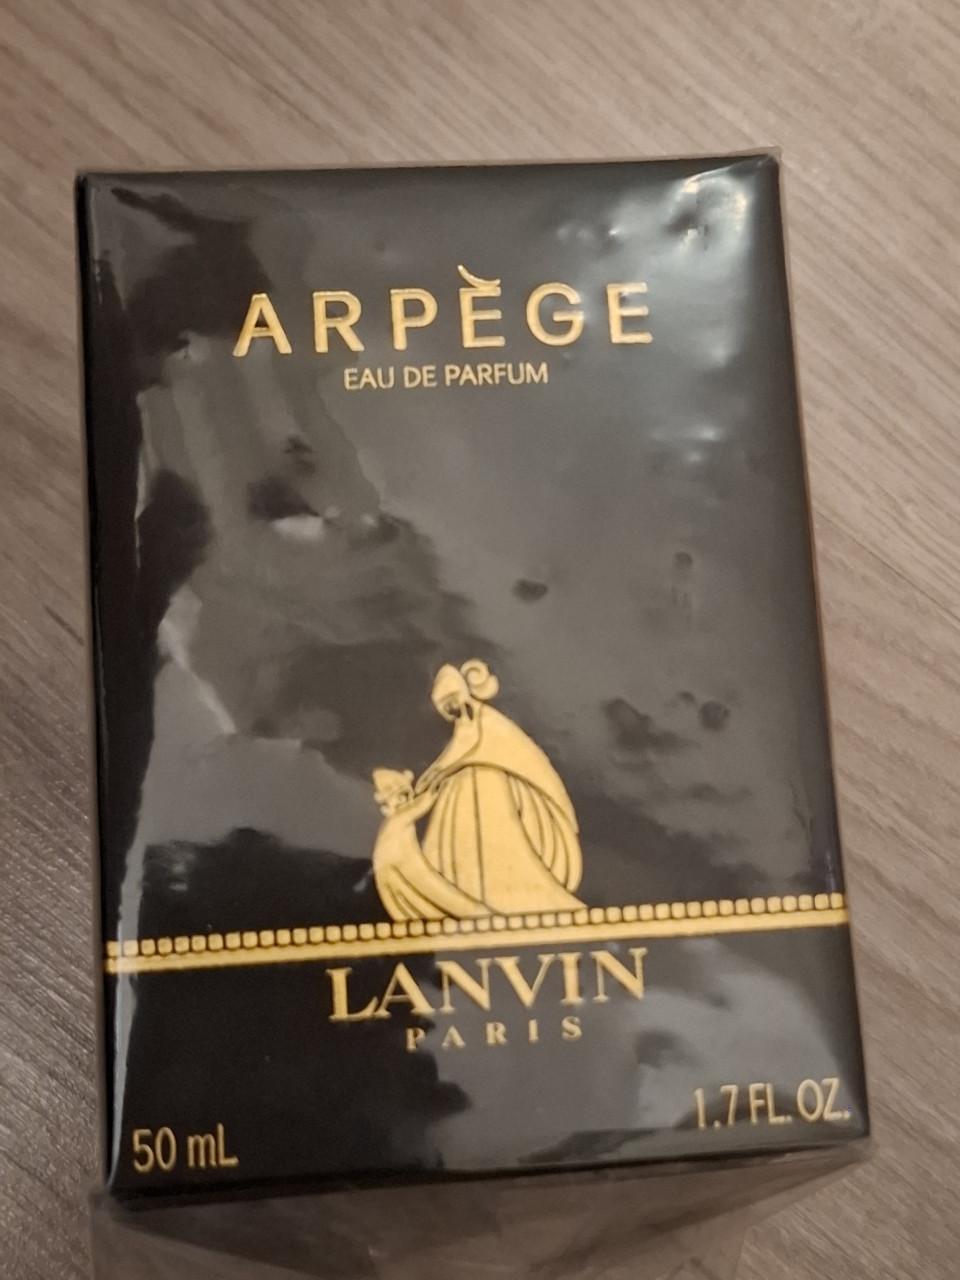 ARPÈGE
EAU DE PARFUM
LANVIN
PARIS
50 mL
1.7 FL. OZ.